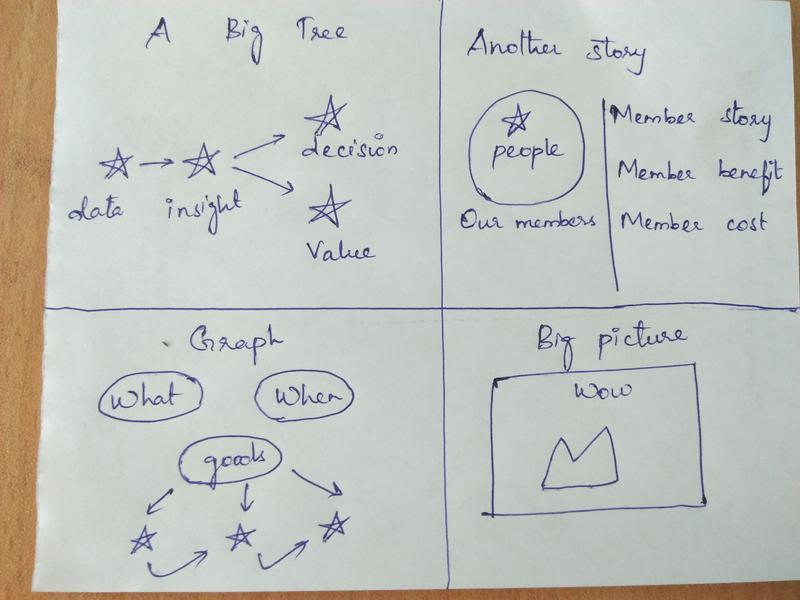 A Big Tree
data
insight
decision
Value
Another story
people
Our members
Member story
Member benefit
Member cost
Graph
What
When
goods
Big picture
Wow